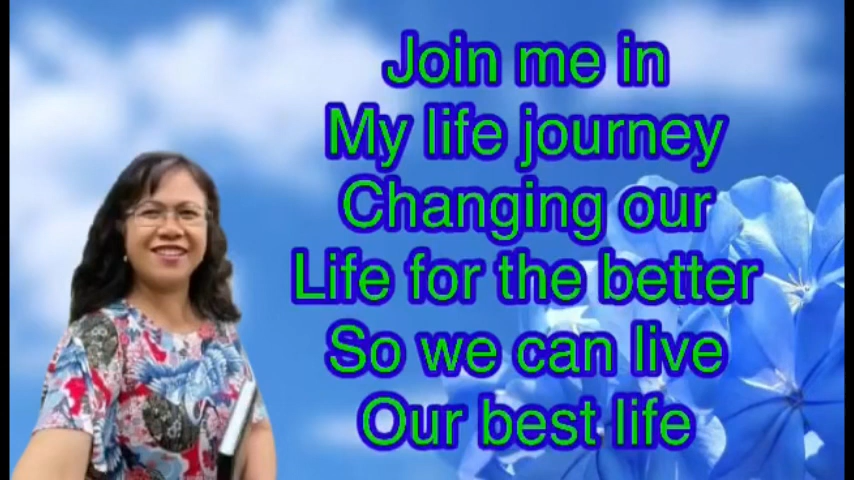 Join me in
My life journey
Changing our
Life for the better
So we can live
Our best life